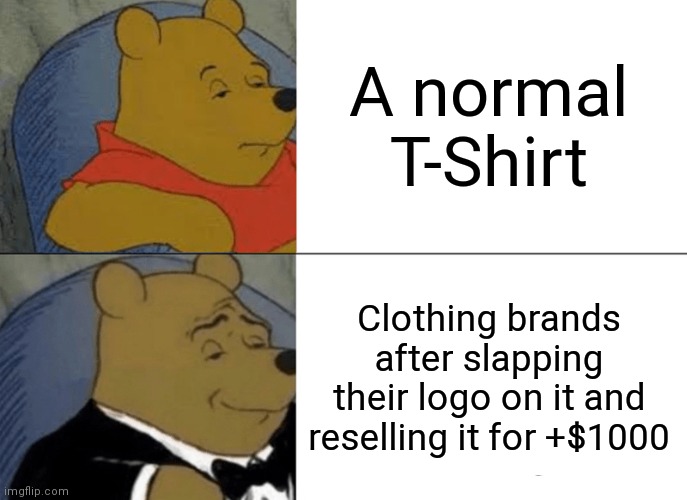 A normal
T-Shirt
Clothing brands
after slapping
their logo on it and
reselling it for +$1000
imgflip.com